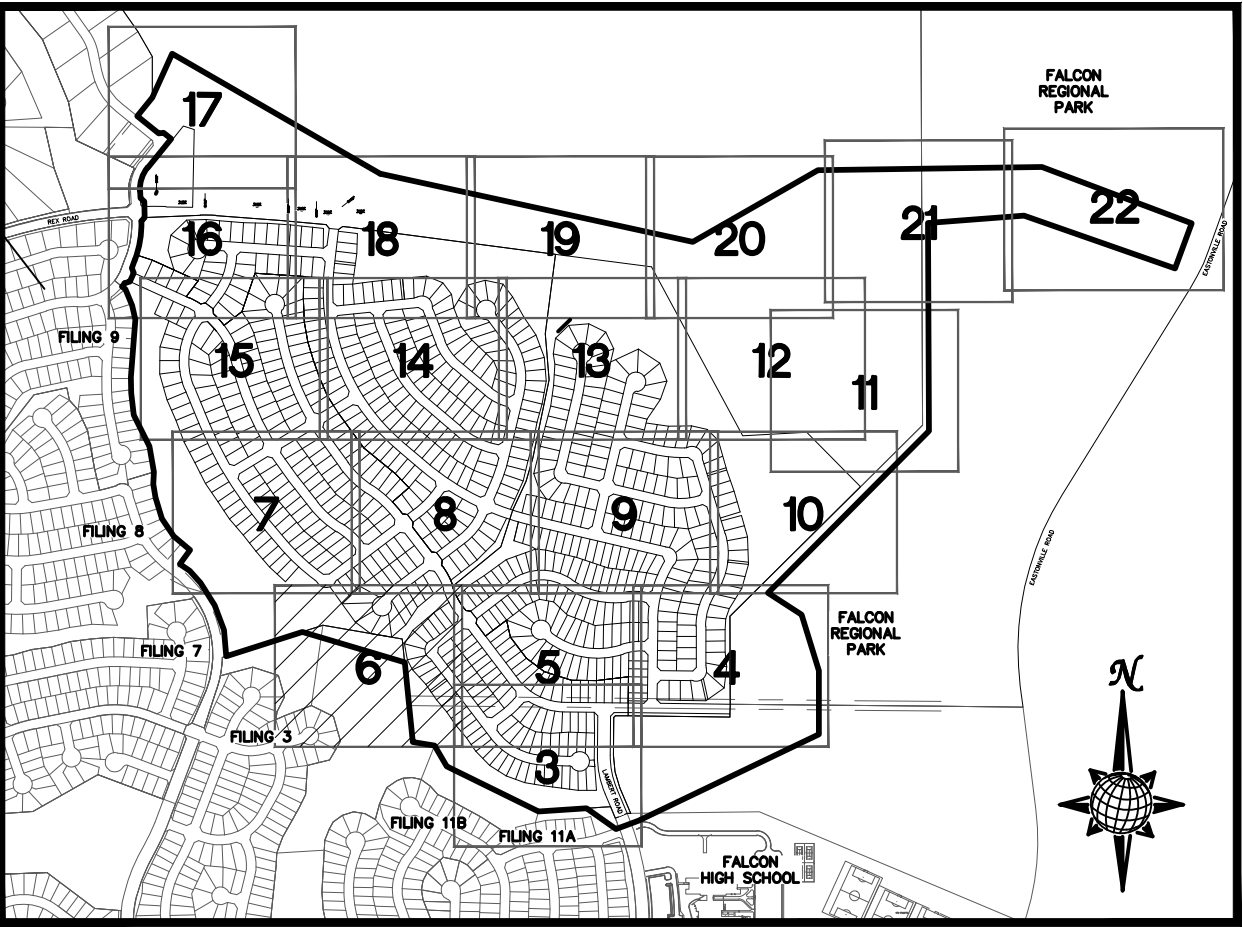 FALCON
REGIONAL
PARK
17
22
REX ROAD
16
18
19
20
21
EASTONVILLE ROAD
FILING 9
15
14
13
12
11
7
8
9
10
FILING 8
EASTONVILLE ROAD
FALCON
REGIONAL
PARK
FILING 7
6
5
4
N
FILING 3
3
LAMBERT ROAD
FILING 11B
FILING 11A
FALCON
HIGH SCHOOL